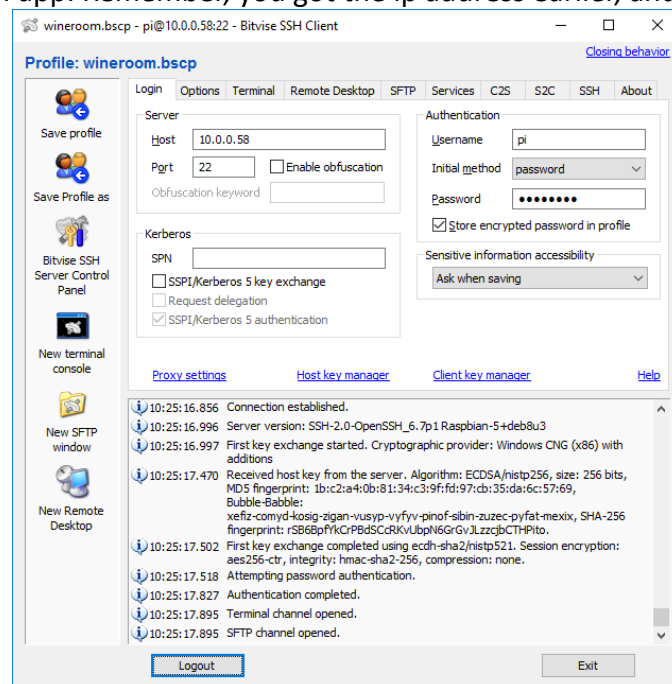 app. Remember, you got the ip address earlier, and
wineroom.bscp - pi@10.0.0.58:22 - Bitvise SSH Client
Profile: wineroom.bscp
Closing behavior
Save profile
Save Profile as
Bitvise SSH
Server Control
Panel
New terminal
console
New SFTP
window
New Remote
Desktop
Login Options Terminal Remote Desktop SFTP Services C2S S2C SSH About
Server
Host 10.0.0.58
Port 22 Enable obfuscation
Obfuscation keyword
Kerberos
SPN
SSPI/Kerberos 5 key exchange
Request delegation
SSPI/Kerberos 5 authentication
Authentication
Username pi
Initial method password
Password ••••••••
Store encrypted password in profile
Sensitive information accessibility
Ask when saving
Proxy settings Host key manager Client key manager Help
10:25:16.856 Connection established.
10:25:16.996 Server version: SSH-2.0-OpenSSH_6.7p1 Raspbian-5+deb8u3
10:25:16.997 First key exchange started. Cryptographic provider: Windows CNG (x86) with
additions
10:25:17.470 Received host key from the server. Algorithm: ECDSA/nistp256, size: 256 bits,
MD5 fingerprint: 1b:c2:a4:0b:81:34:c3:9f:fd:97:cb:35:da:6c:57:69,
Bubble-Babble:
xefiz-comyd-kosig-zigan-vusyp-vyfyv-pinof-sibin-zuzec-pyfat-mexix, SHA-256
fingerprint: rSB6BpfYkCrPBdSCcRKvUbpN6GrGvJLzzcjbCTHPito.
10:25:17.502 First key exchange completed using ecdh-sha2/nistp521. Session encryption:
aes256-ctr, integrity: hmac-sha2-256, compression: none.
10:25:17.518 Attempting password authentication.
10:25:17.827 Authentication completed.
10:25:17.895 Terminal channel opened.
10:25:17.895 SFTP channel opened.
Logout Exit